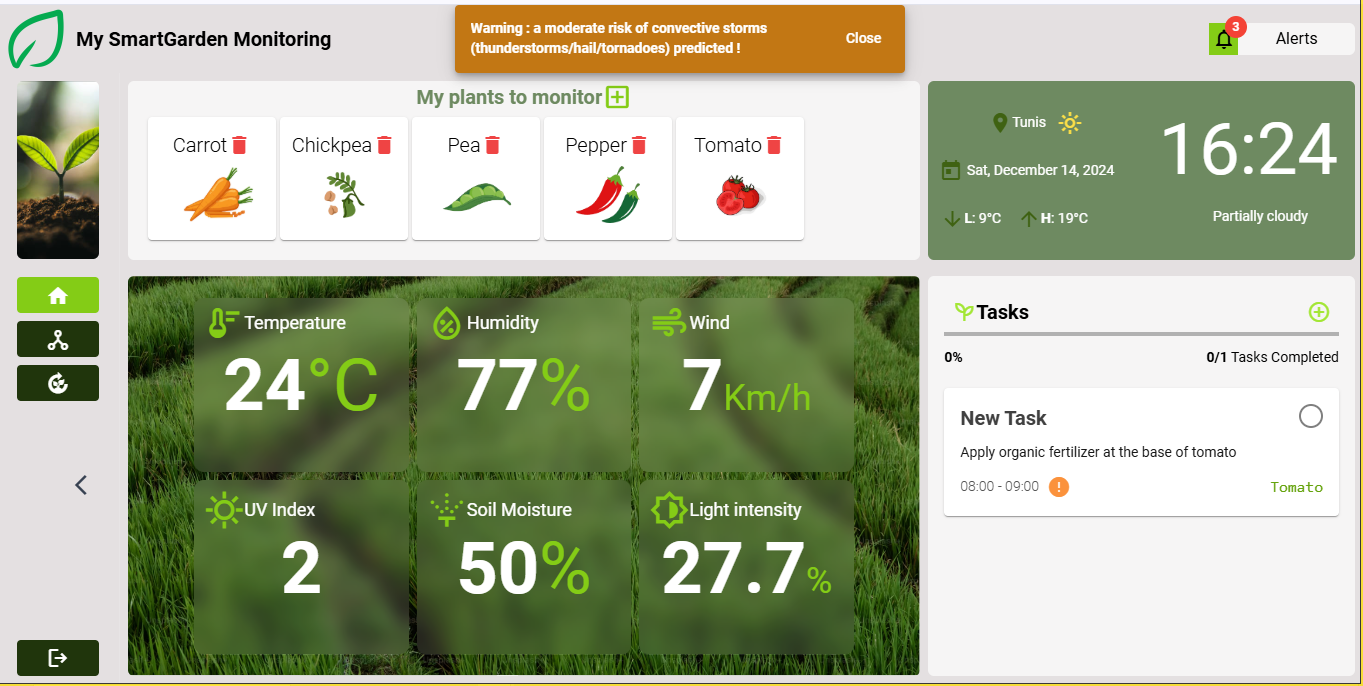 My SmartGarden Monitoring
Warning : a moderate risk of convective storms
(thunderstorms/hail/tornadoes) predicted !
Close
3
Alerts
My plants to monitor
Carrot
Chickpea
Pea
Pepper
Tomato
Tunis
Sat, December 14, 2024
L: 9°C
H: 19°C
16:24
Partially cloudy
Temperature
24°C
Humidity
77%
Wind
7 Km/h
UV Index
2
Soil Moisture
50%
Light intensity
27.7 %
Tasks
0%
0/1 Tasks Completed
New Task
Apply organic fertilizer at the base of tomato
08:00 - 09:00
Tomato